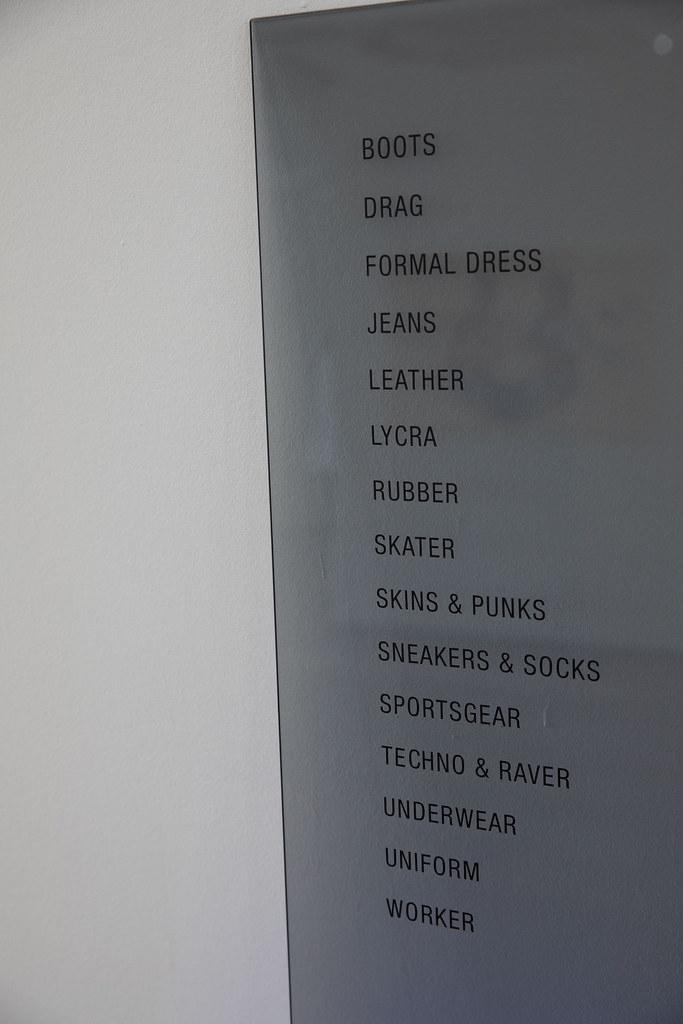 BOOTS
DRAG
FORMAL DRESS
JEANS
LEATHER
LYCRA
RUBBER
SKATER
SKINS & PUNKS
SNEAKERS & SOCKS
SPORTSGEAR
TECHNO & RAVER
UNDERWEAR
UNIFORM
WORKER